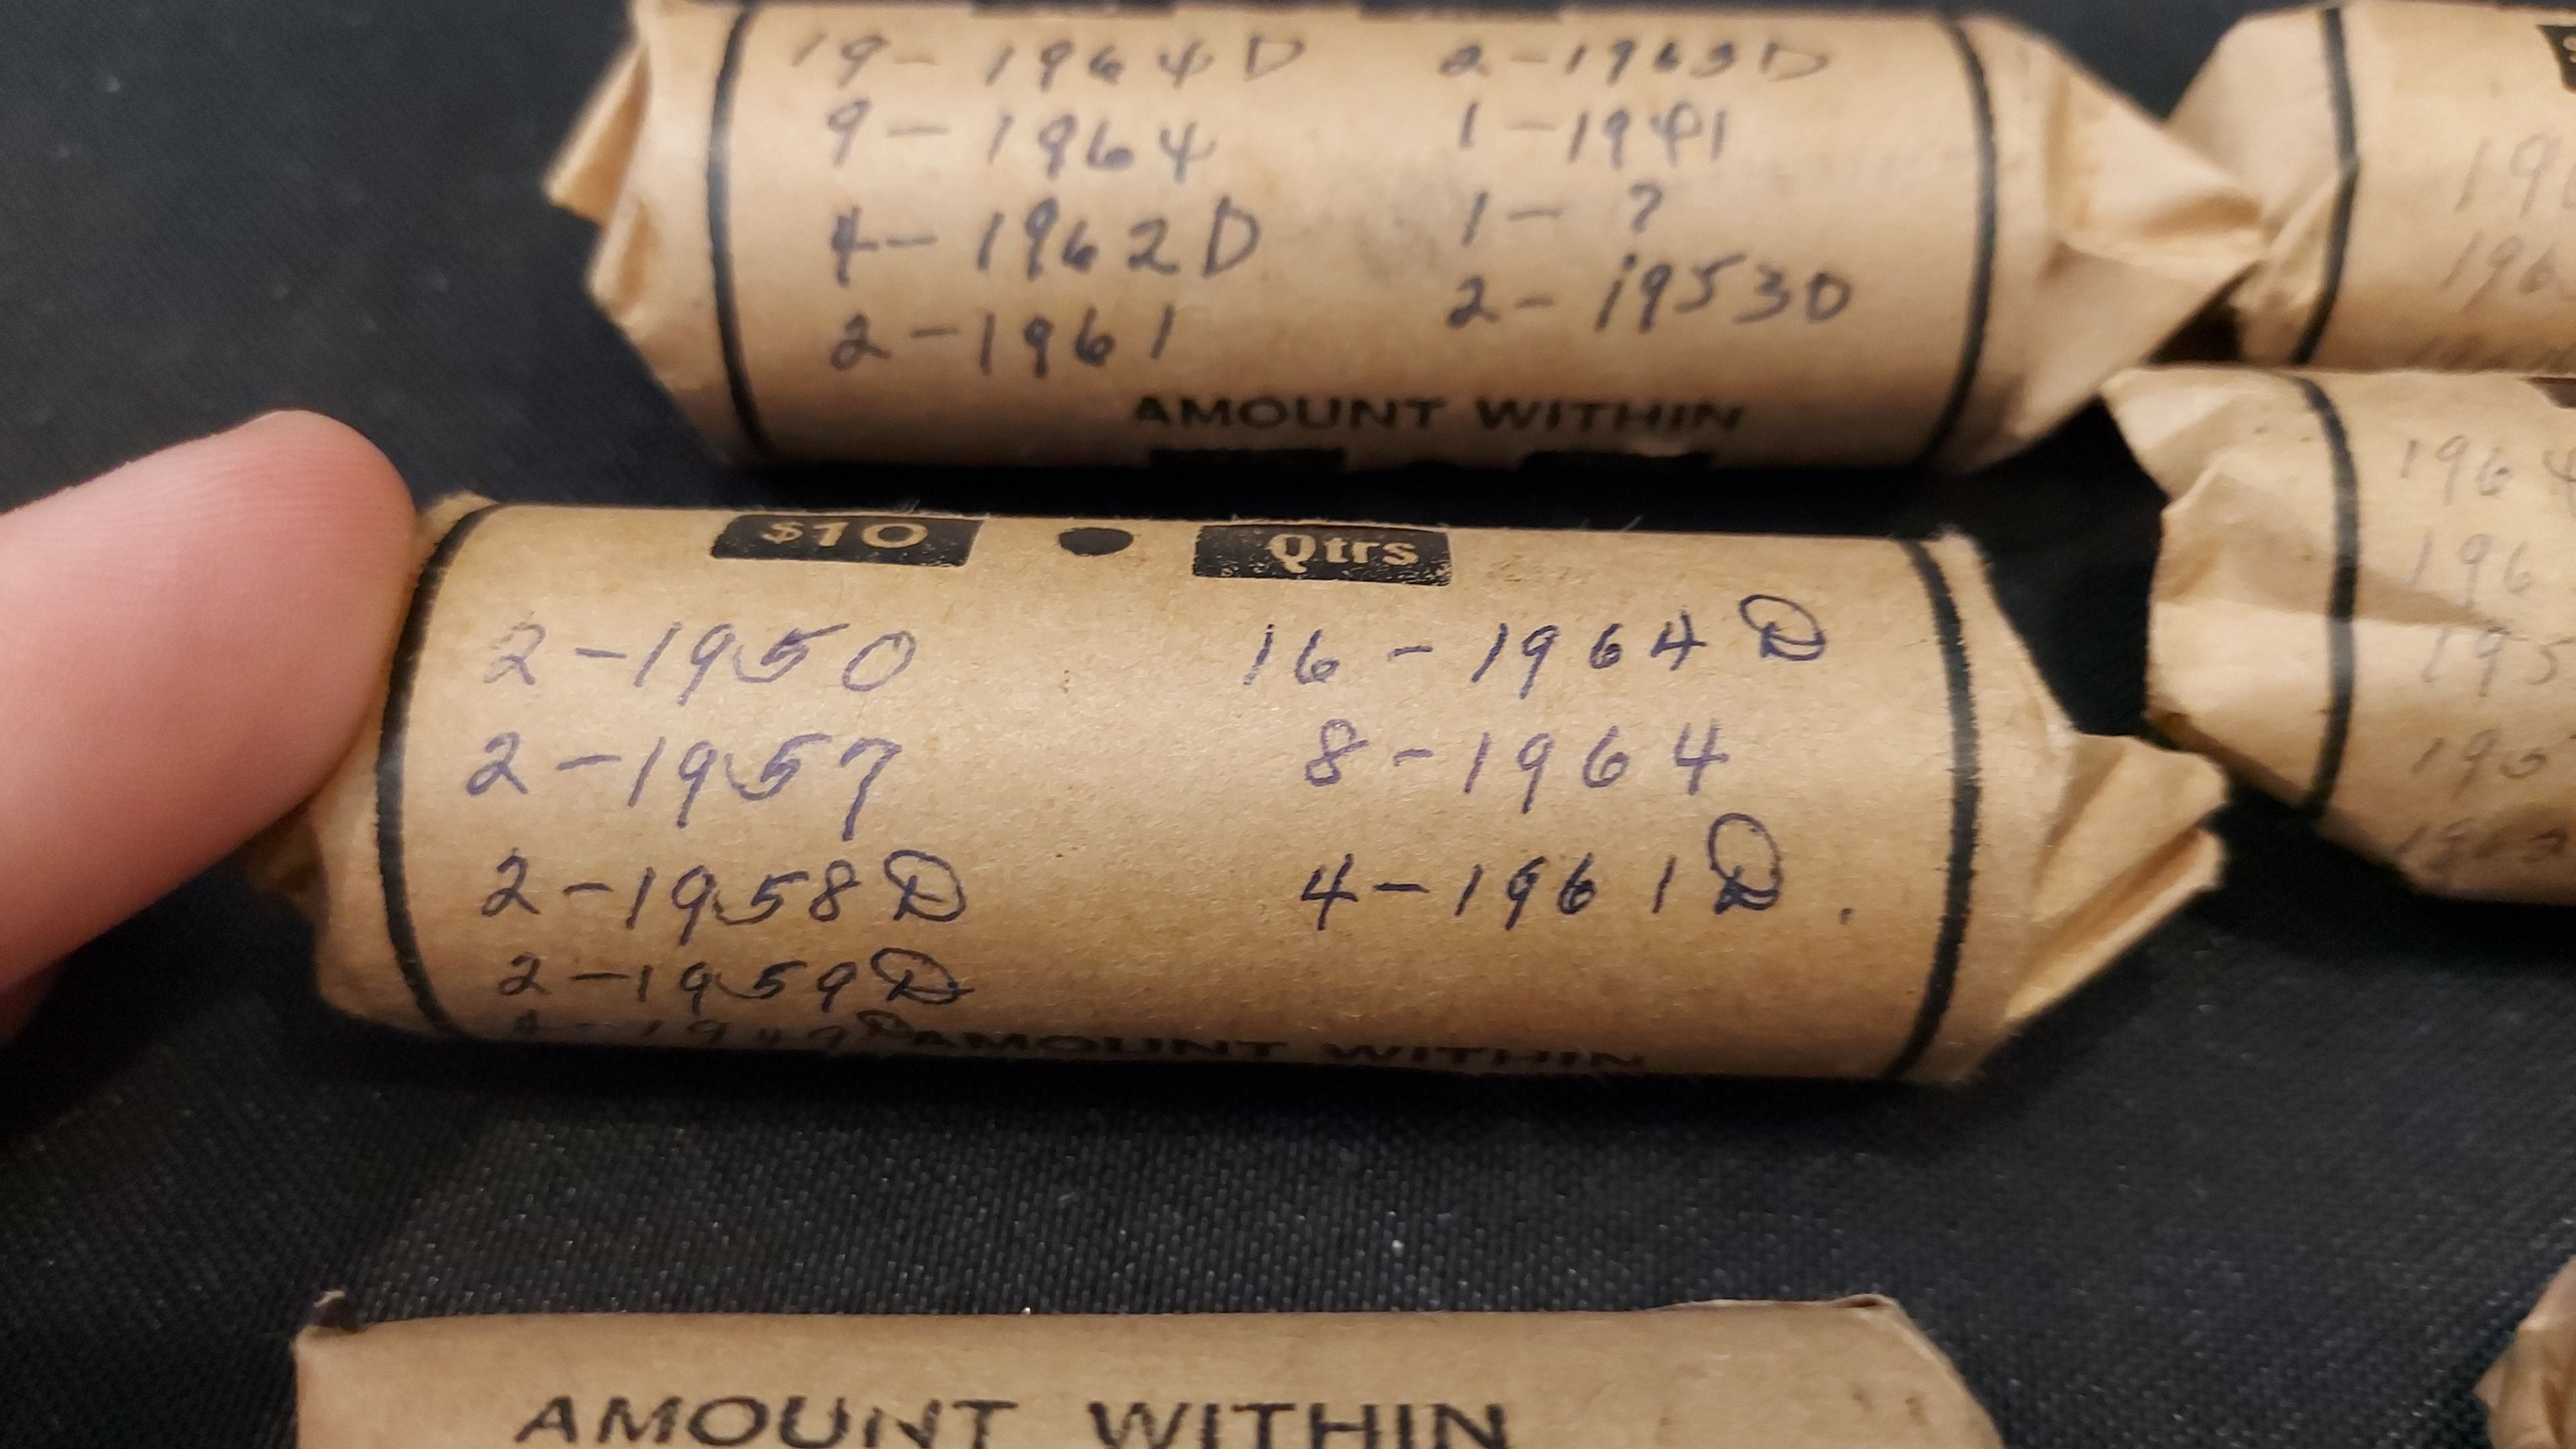 19- 1964D 2-1963D
9- 1964 1-1941
4- 1962D 1- ?
2-1961 2-1953D
AMOUNT WITHIN
$10 Qtrs
2-1950 16-1964D
2-1957 8-1964
2-1958D 4-1961D.
2-1959D
AMOUNT WITHIN
1964
AMOUNT WITHIN